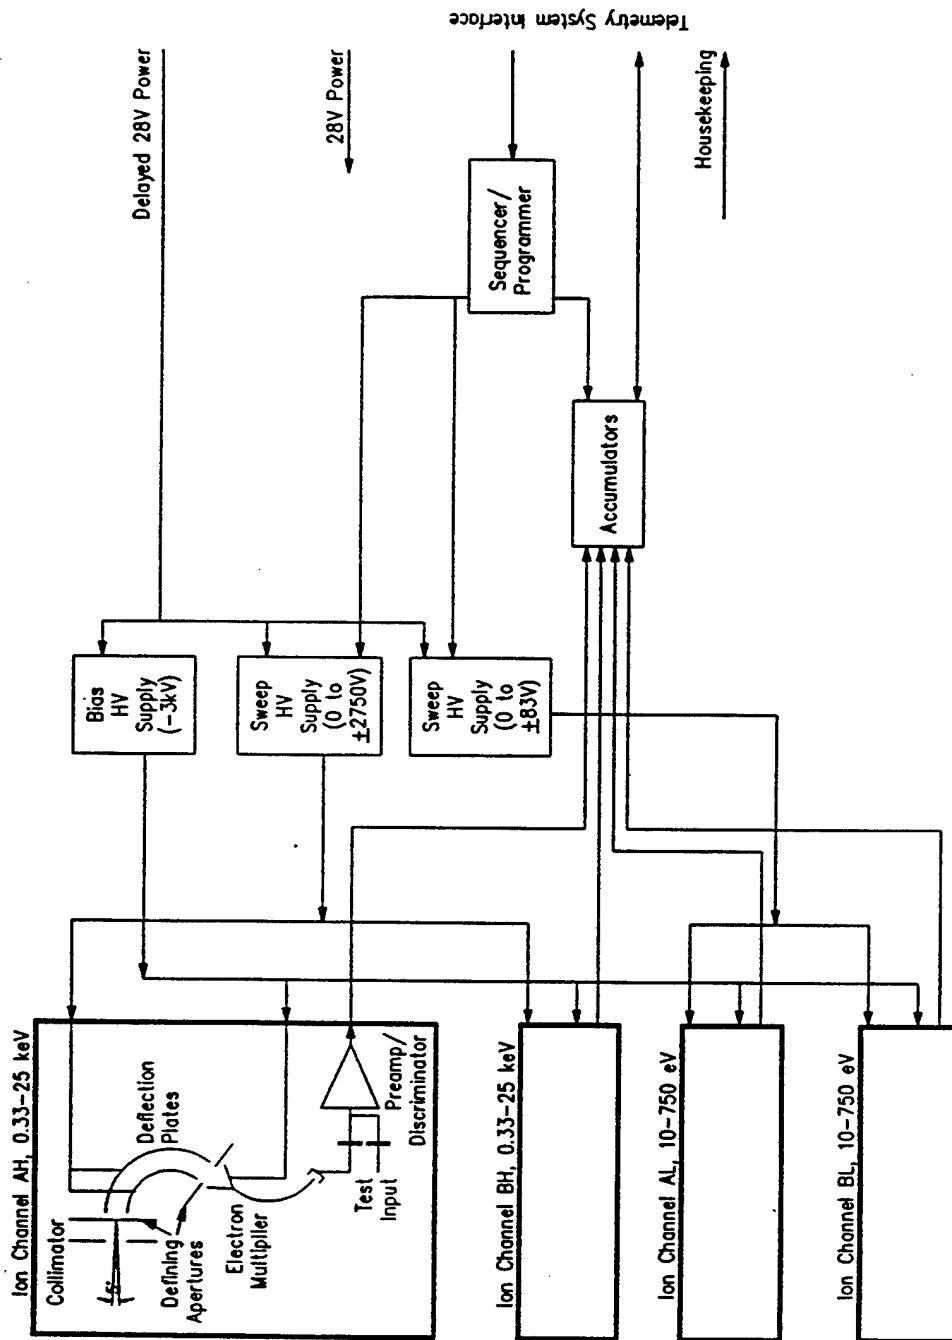 Ion Channel AH, 0.33-25 keV
Collimator
5°
Defining
Apertures
Deflection
Plates
Electron
Multiplier
Test
Input
Preamp/
Discriminator
Ion Channel BH, 0.33-25 keV
Ion Channel AL, 10-750 eV
Ion Channel BL, 10-750 eV
Bias
HV
Supply
(-3kV)
Sweep
HV
Supply
(0 to
±2750V)
Sweep
HV
Supply
(0 to
±83V)
Accumulators
Sequencer/
Programmer
Delayed 28V Power
28V Power
Housekeeping
Telemetry System Interface